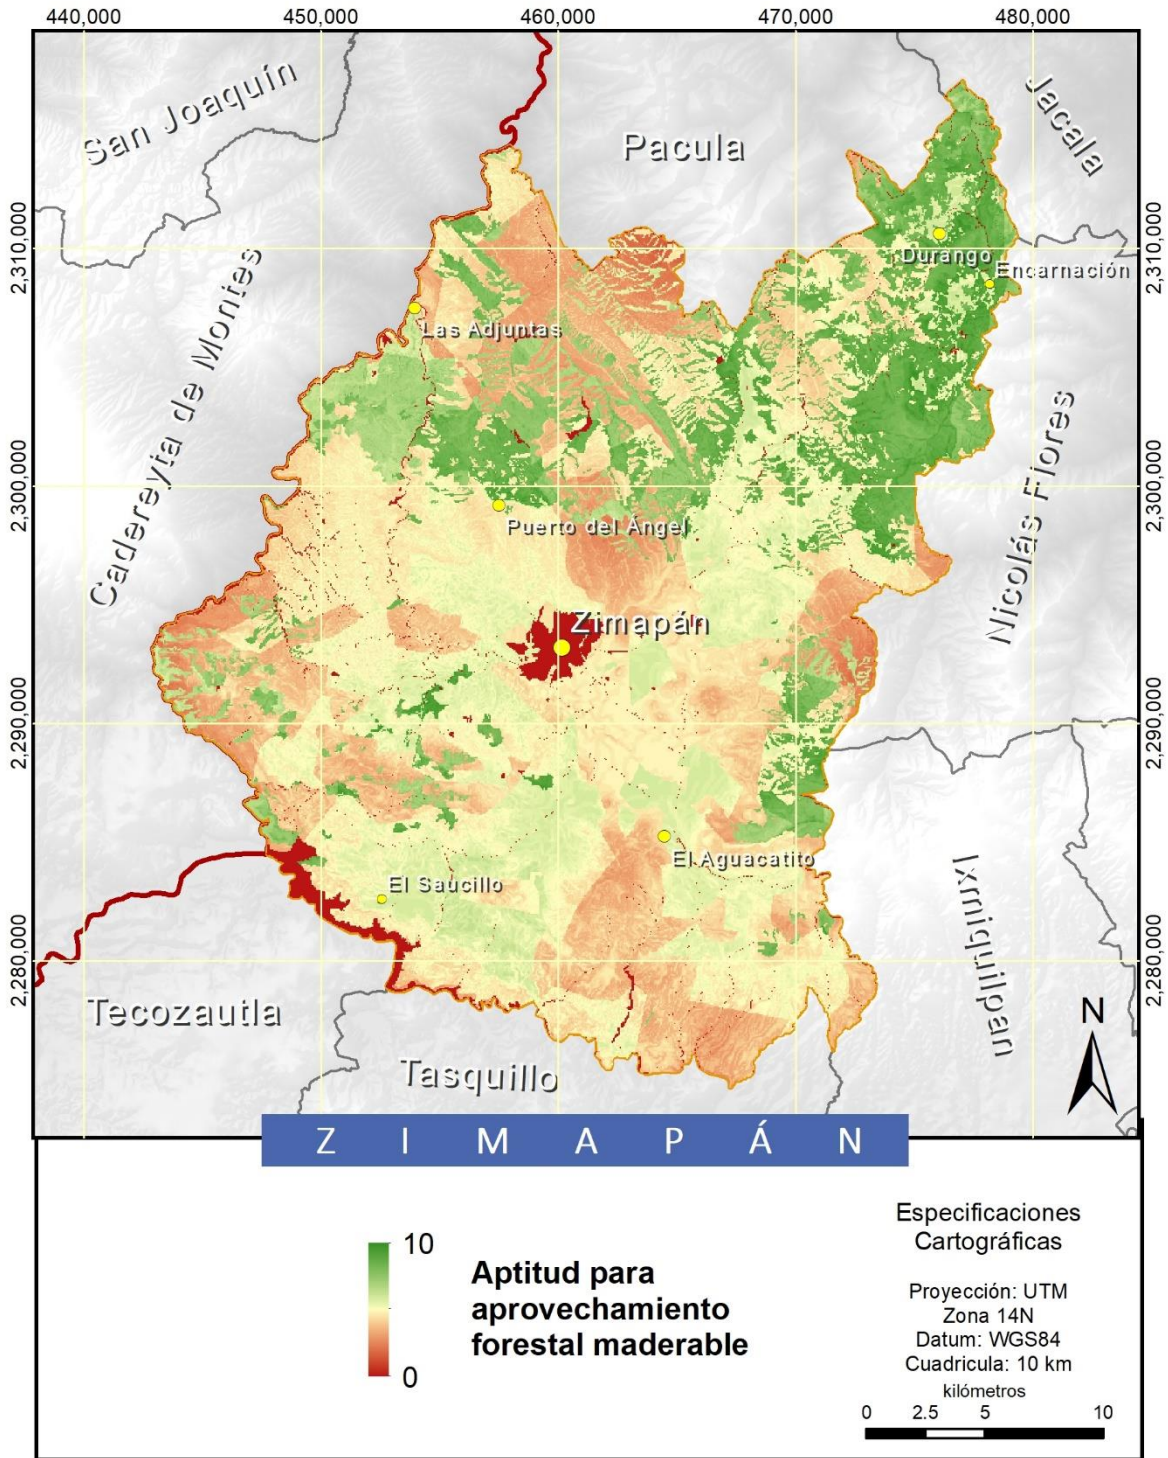 440,000 450,000 460,000 470,000 480,000
San Joaquín
Pacula
Jacala
2,310,000
2,310,000
Durango
Encarnación
Las Adjuntas
Cadereyta de Montes
Nicolás Flores
2,300,000
2,300,000
Puerto del Ángel
Zimapán
2,290,000
2,290,000
El Aguacatito
El Saucillo
Ixmiquilpan
2,280,000
2,280,000
Tecozautla
Tasquillo
N
ZIMAPÁN
10
0
Aptitud para
aprovechamiento
forestal maderable
Especificaciones
Cartográficas
Proyección: UTM
Zona 14N
Datum: WGS84
Cuadricula: 10 km
kilómetros
0 2.5 5 10